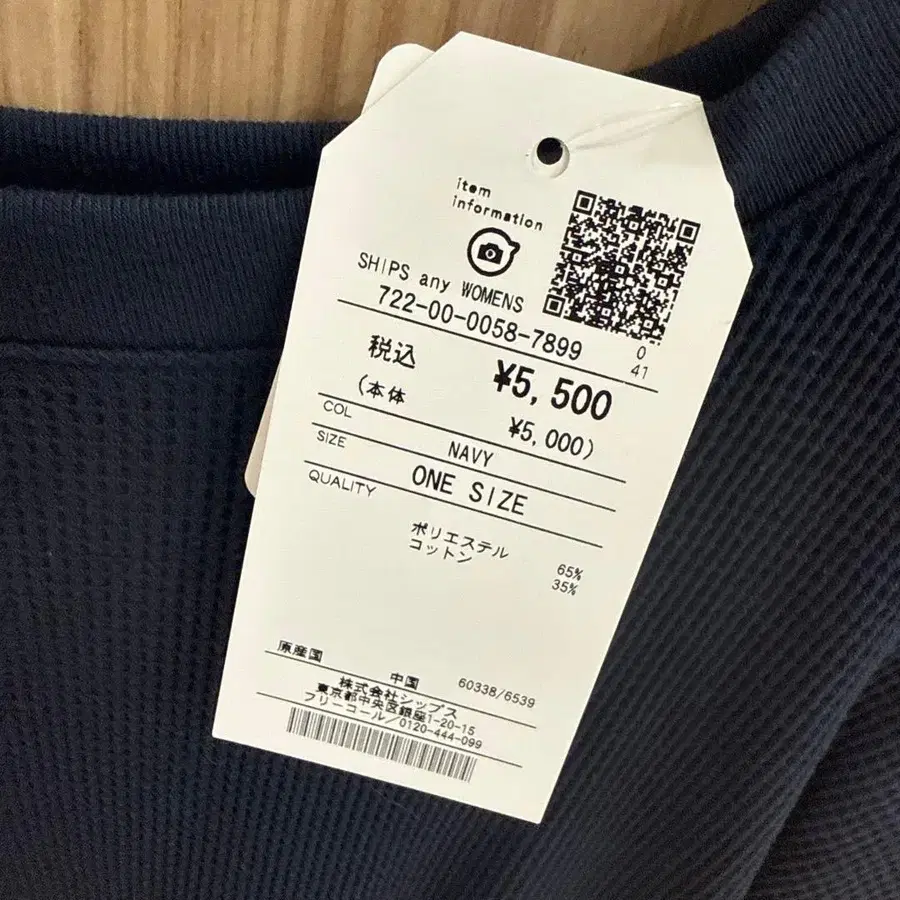 item
information
SHIPS any WOMENS
722-00-0058-7899
0
41
税込 ¥5,500
(本体 ¥5,000)
COL NAVY
SIZE ONE SIZE
QUALITY
ポリエステル 65%
コットン 35%
原産国
中国 60338/6539
株式会社シップス
東京都中央区銀座1-20-15
フリーコール/0120-444-099